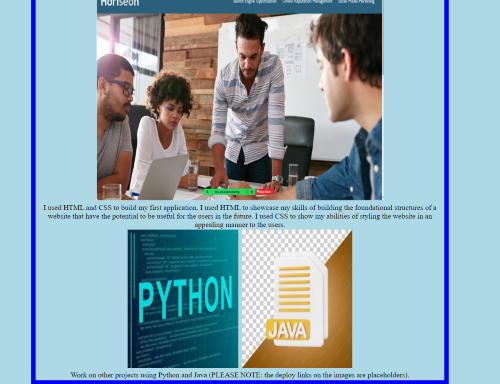 Horiseon
Search Engine Optimization Online Reputation Management Social Media Marketing
I used HTML and CSS to build my first application. I used HTML to showcase my skills of building the foundational structures of a
website that have the potential to be useful for the users in the future. I used CSS to show my abilities of styling the website in an
appealing manner to the users.
PYTHON
JAVA
Work on other projects using Python and Java (PLEASE NOTE: the deploy links on the images are placeholders).